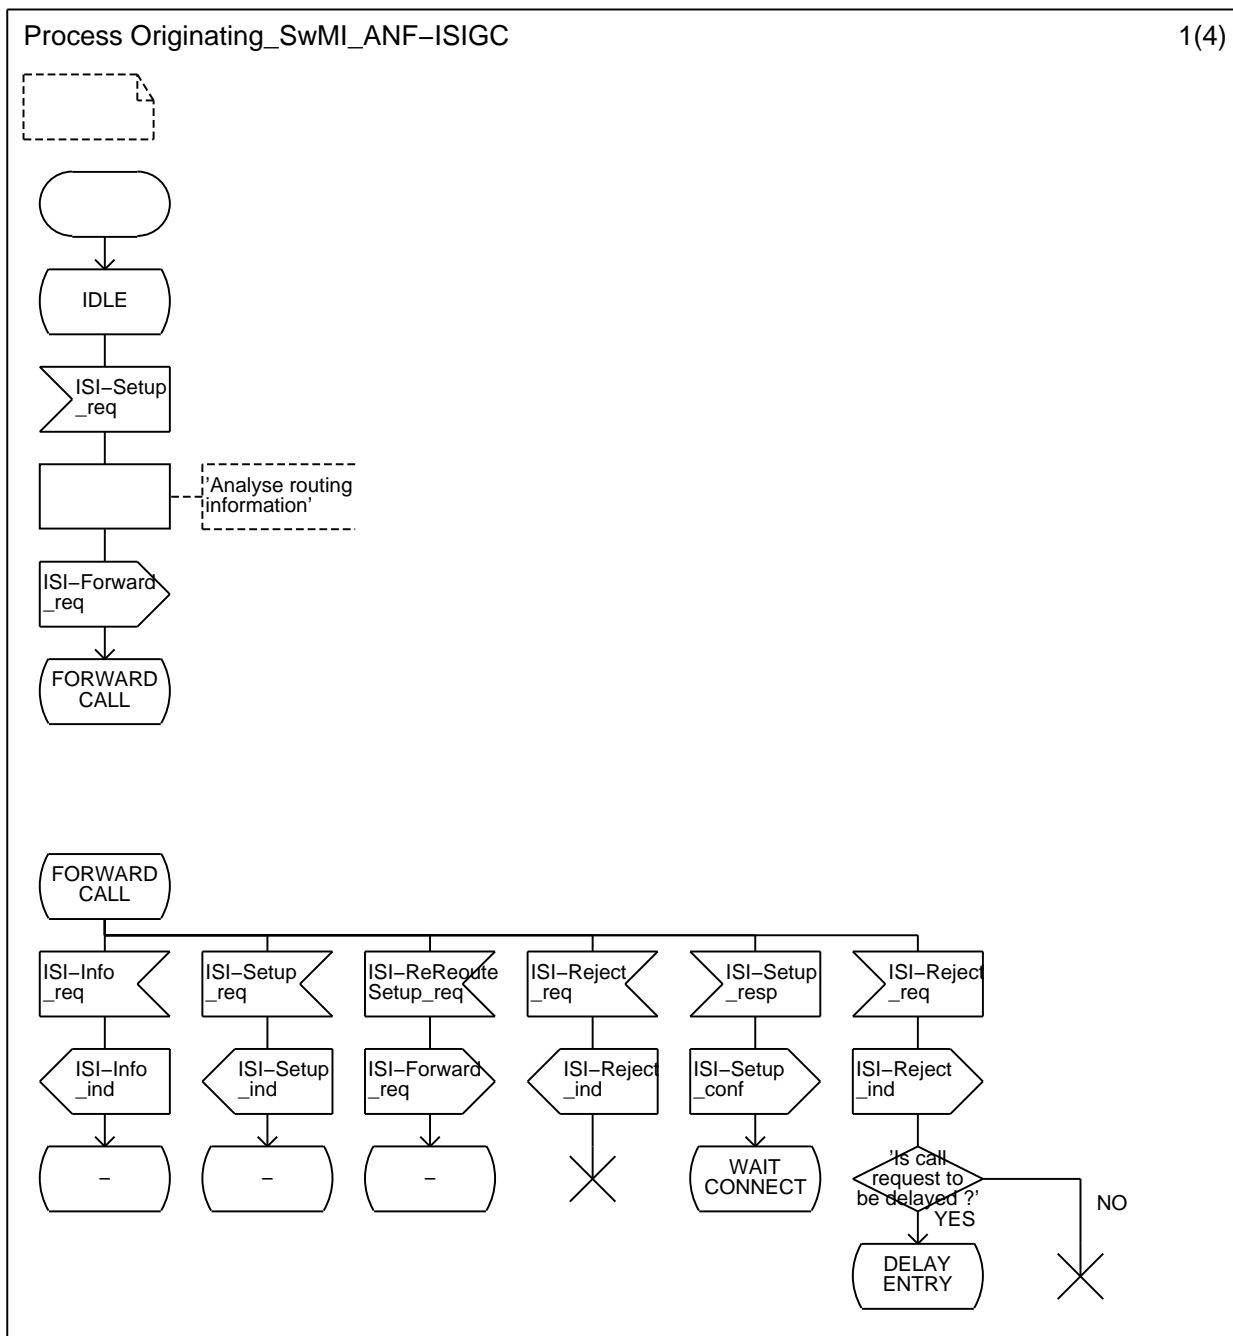 Process Originating_SwMI_ANF−ISIGC
1(4)
IDLE
ISI−Setup
_req
'Analyse routing
information'
ISI−Forward
_req
FORWARD
CALL
FORWARD
CALL
ISI−Info
_req
ISI−Setup
_req
ISI−ReReoute
Setup_req
ISI−Reject
_req
ISI−Setup
_resp
ISI−Reject
_req
ISI−Info
_ind
ISI−Setup
_ind
ISI−Forward
_req
ISI−Reject
_ind
ISI−Setup
_conf
ISI−Reject
_ind
−
−
−
WAIT
CONNECT
'Is call
request to
be delayed ?'
NO
YES
DELAY
ENTRY